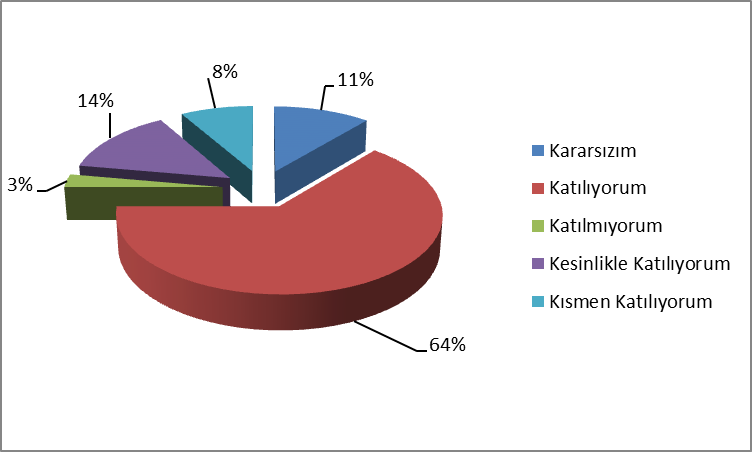 8%
11%
14%
3%
64%
Kararsızım
Katılıyorum
Katılmıyorum
Kesinlikle Katılıyorum
Kısmen Katılıyorum